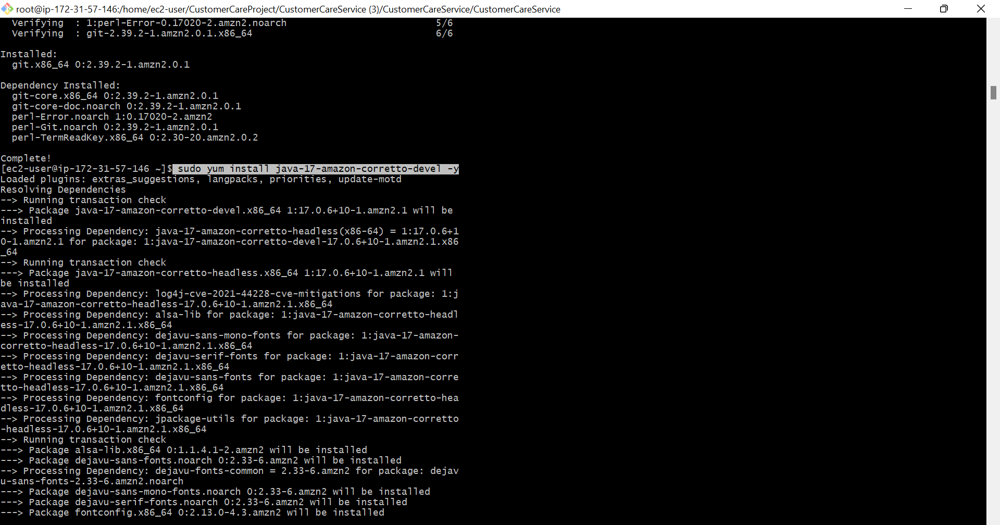 root@ip-172-31-57-146:/home/ec2-user/CustomerCareProject/CustomerCareService (3)/CustomerCareService/CustomerCareService
  Verifying  : 1:perl-Error-0.17020-2.amzn2.noarch                          5/6
  Verifying  : git-2.39.2-1.amzn2.0.1.x86_64                                6/6
Installed:
  git.x86_64 0:2.39.2-1.amzn2.0.1
Dependency Installed:
  git-core.x86_64 0:2.39.2-1.amzn2.0.1
  git-core-doc.noarch 0:2.39.2-1.amzn2.0.1
  perl-Error.noarch 1:0.17020-2.amzn2
  perl-Git.noarch 0:2.39.2-1.amzn2.0.1
  perl-TermReadKey.x86_64 0:2.30-20.amzn2.0.2
Complete!
[ec2-user@ip-172-31-57-146 ~]$ sudo yum install java-17-amazon-corretto-devel -y
Loaded plugins: extras_suggestions, langpacks, priorities, update-motd
Resolving Dependencies
--> Running transaction check
---> Package java-17-amazon-corretto-devel.x86_64 1:17.0.6+10-1.amzn2.1 will be
installed
--> Processing Dependency: java-17-amazon-corretto-headless(x86-64) = 1:17.0.6+1
0-1.amzn2.1 for package: 1:java-17-amazon-corretto-devel-17.0.6+10-1.amzn2.1.x86
_64
--> Running transaction check
---> Package java-17-amazon-corretto-headless.x86_64 1:17.0.6+10-1.amzn2.1 will
be installed
--> Processing Dependency: log4j-cve-2021-44228-cve-mitigations for package: 1:j
ava-17-amazon-corretto-headless-17.0.6+10-1.amzn2.1.x86_64
--> Processing Dependency: alsa-lib for package: 1:java-17-amazon-corretto-headl
ess-17.0.6+10-1.amzn2.1.x86_64
--> Processing Dependency: dejavu-sans-mono-fonts for package: 1:java-17-amazon-
corretto-headless-17.0.6+10-1.amzn2.1.x86_64
--> Processing Dependency: dejavu-serif-fonts for package: 1:java-17-amazon-corr
etto-headless-17.0.6+10-1.amzn2.1.x86_64
--> Processing Dependency: dejavu-sans-fonts for package: 1:java-17-amazon-corre
tto-headless-17.0.6+10-1.amzn2.1.x86_64
--> Processing Dependency: fontconfig for package: 1:java-17-amazon-corretto-hea
dless-17.0.6+10-1.amzn2.1.x86_64
--> Processing Dependency: jpackage-utils for package: 1:java-17-amazon-corretto
-headless-17.0.6+10-1.amzn2.1.x86_64
--> Running transaction check
---> Package alsa-lib.x86_64 0:1.1.4.1-2.amzn2 will be installed
---> Package dejavu-sans-fonts.noarch 0:2.33-6.amzn2 will be installed
--> Processing Dependency: dejavu-fonts-common = 2.33-6.amzn2 for package: dejav
u-sans-fonts-2.33-6.amzn2.noarch
---> Package dejavu-sans-mono-fonts.noarch 0:2.33-6.amzn2 will be installed
---> Package dejavu-serif-fonts.noarch 0:2.33-6.amzn2 will be installed
---> Package fontconfig.x86_64 0:2.13.0-4.3.amzn2 will be installed